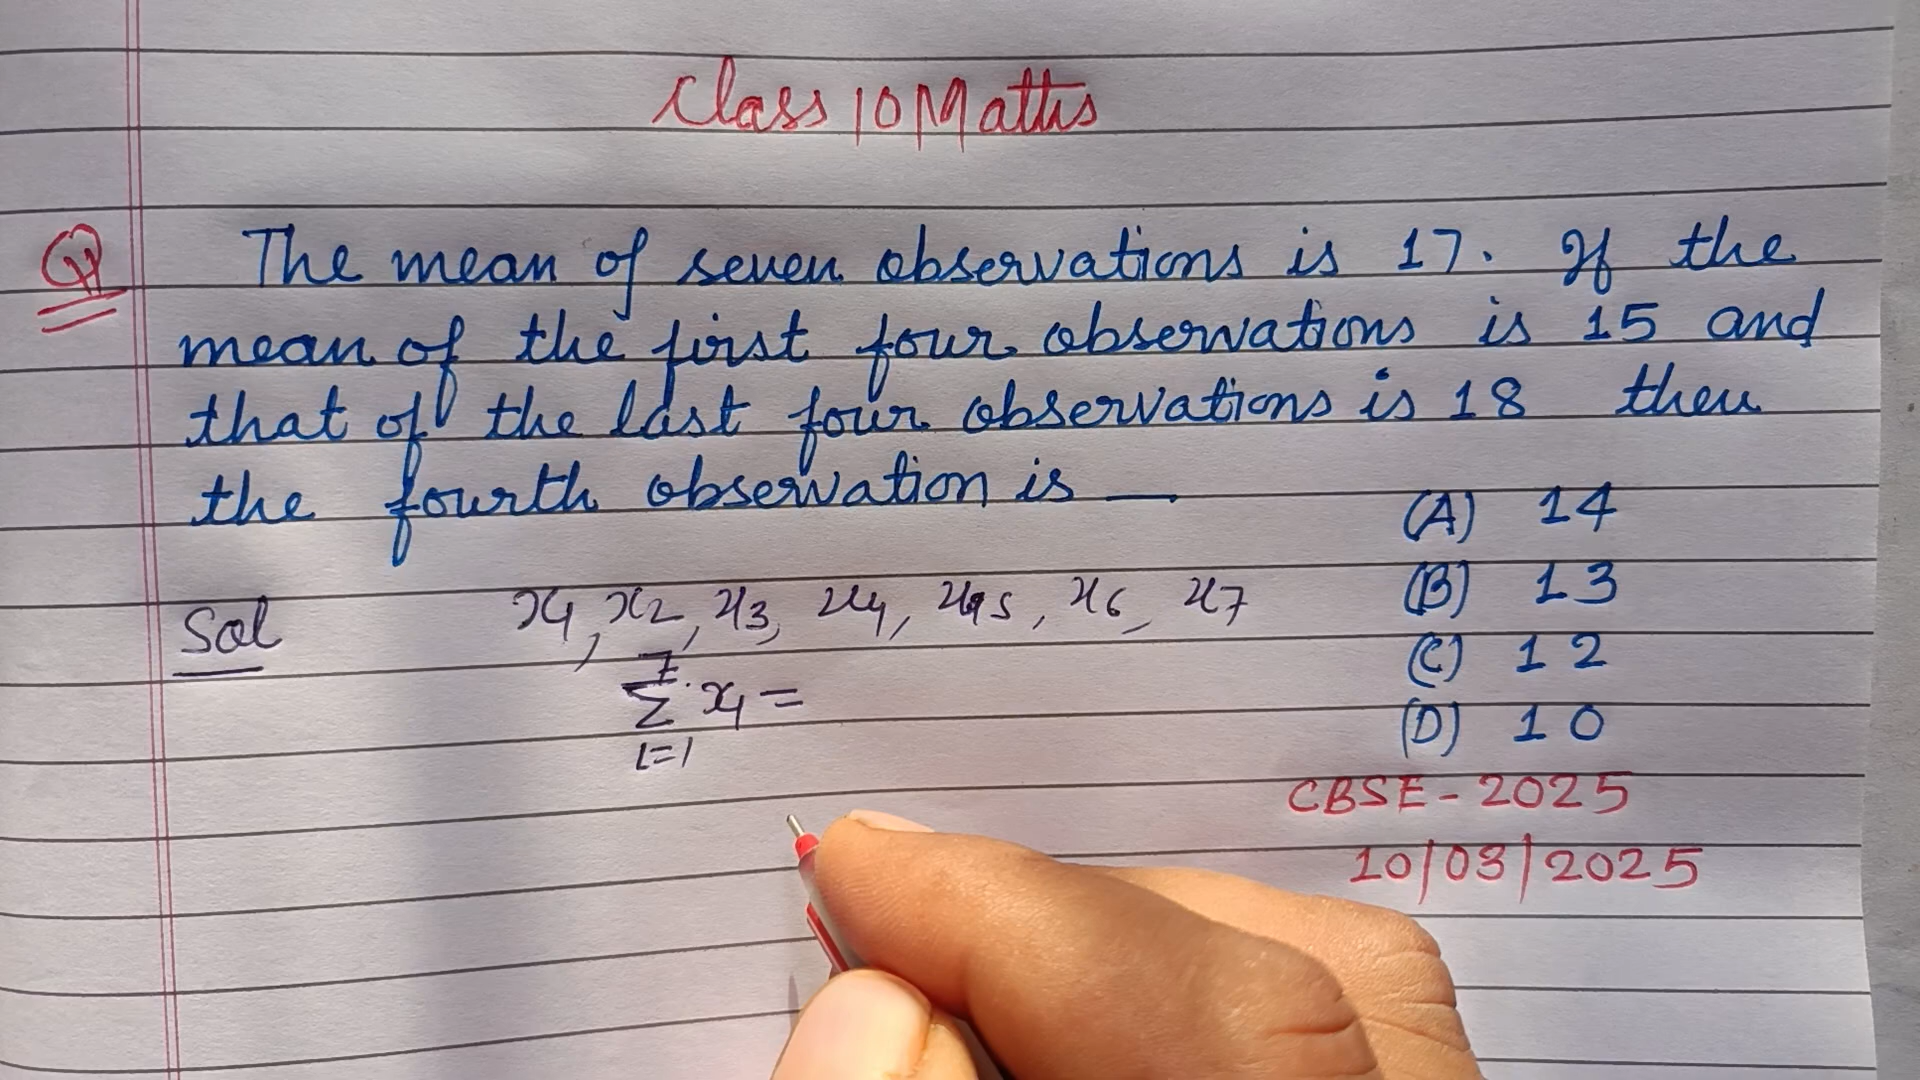 Class 10 Maths
Q The mean of seven observations is 17. If the
mean of the first four observations is 15 and
that of the last four observations is 18 then
the fourth observation is —
(A) 14
(B) 13
(C) 12
(D) 10
Sol x1, x2, x3, x4, x5, x6, x7
7
Σ x1 =
i=1
CBSE - 2025
10/03/2025